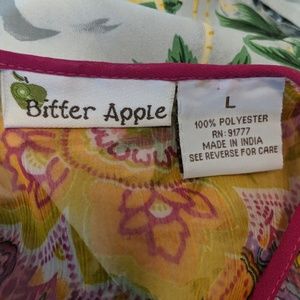 Bitter Apple
L
100% POLYESTER
RN: 91777
MADE IN INDIA
SEE REVERSE FOR CARE